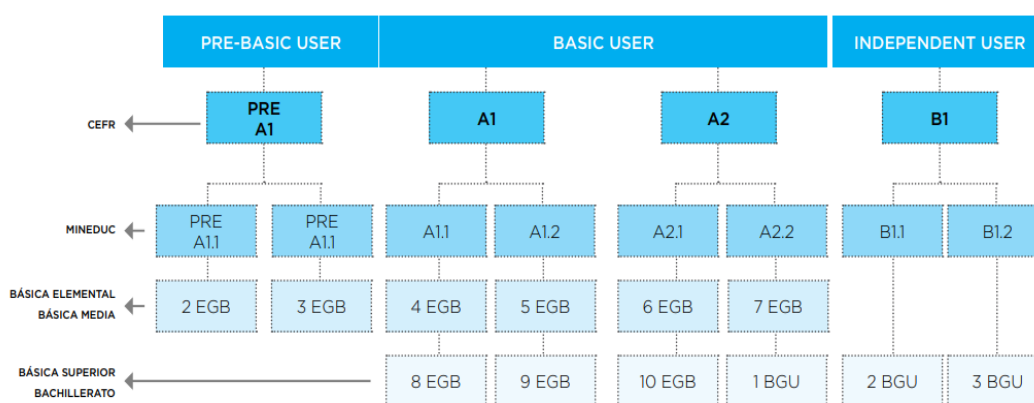 PRE-BASIC USER
BASIC USER
INDEPENDENT USER
CEFR
PRE
A1
A1
A2
B1
MINEDUC
PRE
A1.1
PRE
A1.1
A1.1
A1.2
A2.1
A2.2
B1.1
B1.2
BÁSICA ELEMENTAL
BÁSICA MEDIA
2 EGB
3 EGB
4 EGB
5 EGB
6 EGB
7 EGB
BÁSICA SUPERIOR
BACHILLERATO
8 EGB
9 EGB
10 EGB
1 BGU
2 BGU
3 BGU